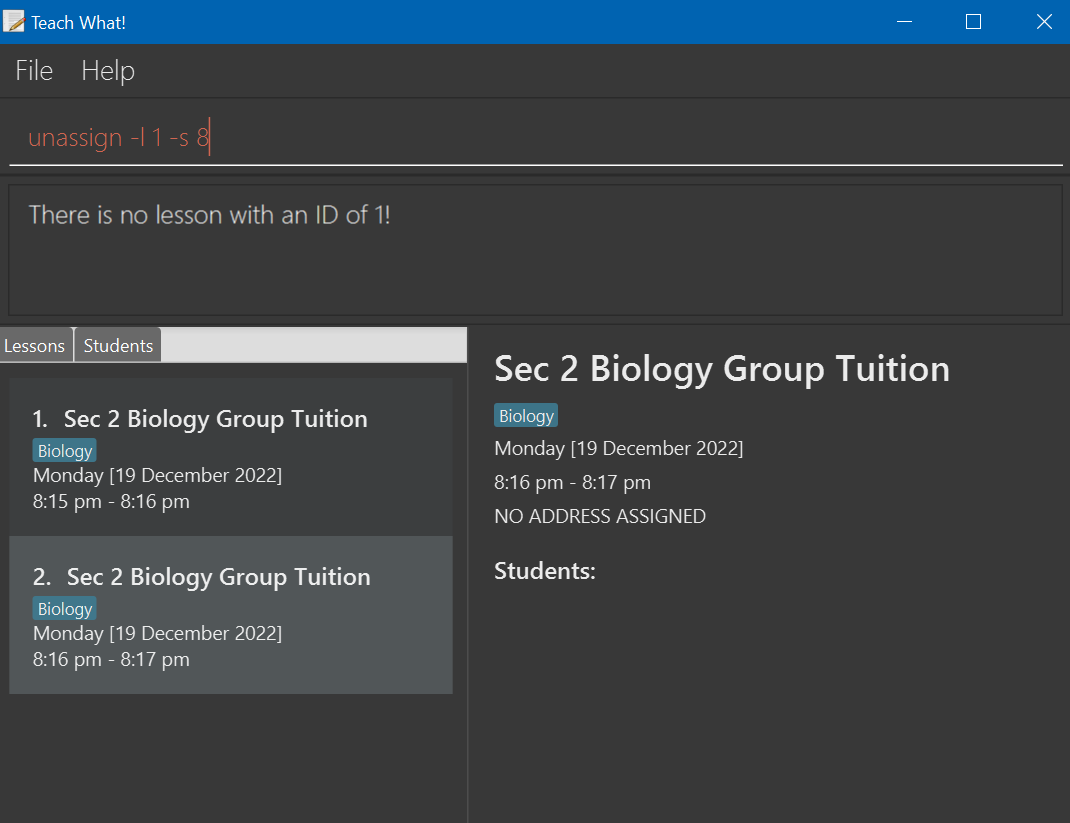 Teach What!
File Help
unassign -l 1 -s 8
There is no lesson with an ID of 1!
Lessons Students
1. Sec 2 Biology Group Tuition
Biology
Monday [19 December 2022]
8:15 pm - 8:16 pm
2. Sec 2 Biology Group Tuition
Biology
Monday [19 December 2022]
8:16 pm - 8:17 pm
Sec 2 Biology Group Tuition
Biology
Monday [19 December 2022]
8:16 pm - 8:17 pm
NO ADDRESS ASSIGNED
Students: